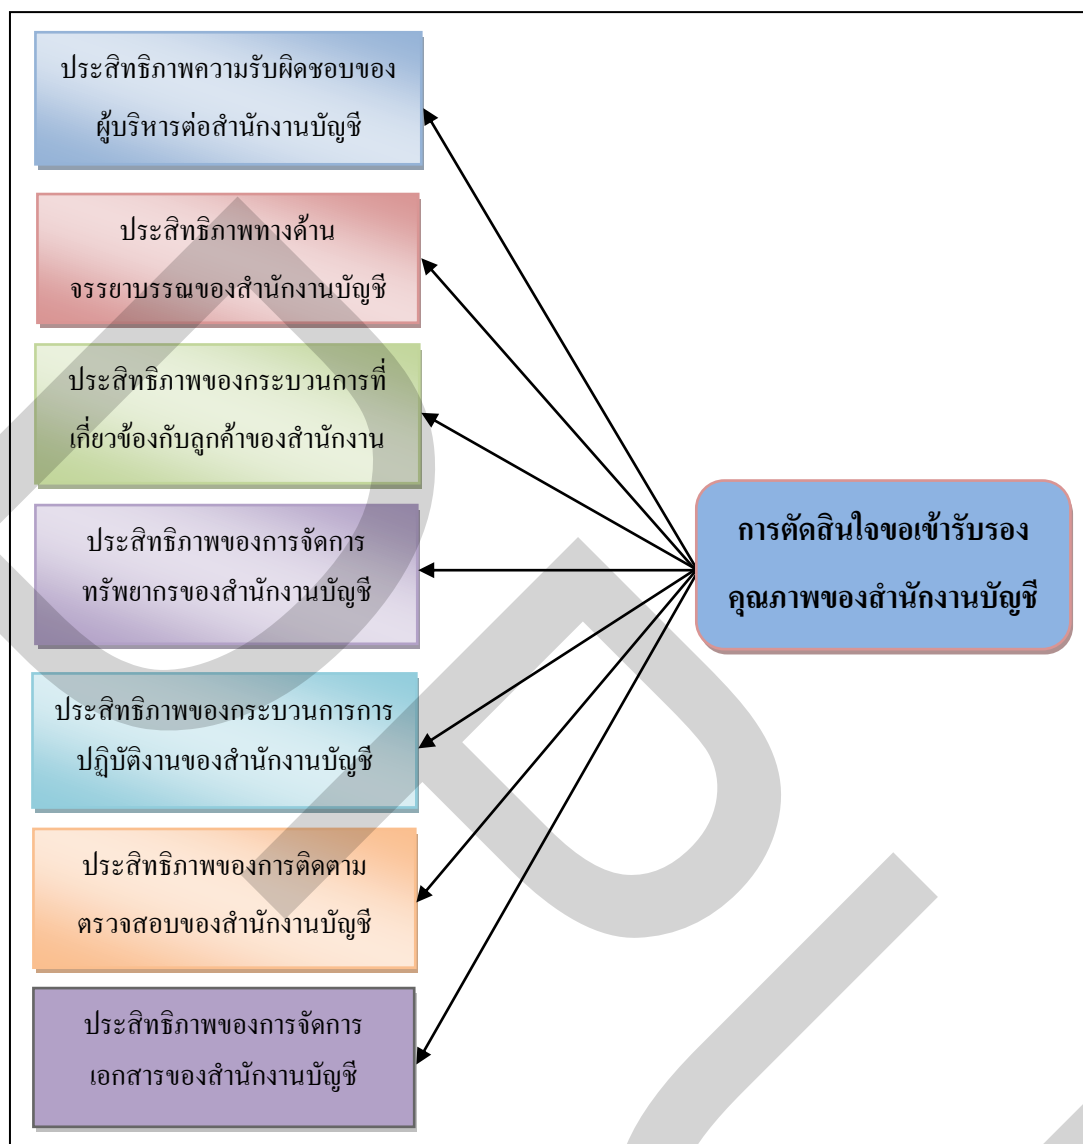 ประสิทธิภาพความรับผิดชอบของ
ผู้บริหารต่อสำนักงานบัญชี
ประสิทธิภาพทางด้าน
จรรยาบรรณของสำนักงานบัญชี
ประสิทธิภาพของกระบวนการที่
เกี่ยวข้องกับลูกค้าของสำนักงาน
ประสิทธิภาพของการจัดการ
ทรัพยากรของสำนักงานบัญชี
ประสิทธิภาพของกระบวนการการ
ปฏิบัติงานของสำนักงานบัญชี
ประสิทธิภาพของการติดตาม
ตรวจสอบของสำนักงานบัญชี
ประสิทธิภาพของการจัดการ
เอกสารของสำนักงานบัญชี
การตัดสินใจขอเข้ารับรอง
คุณภาพของสำนักงานบัญชี